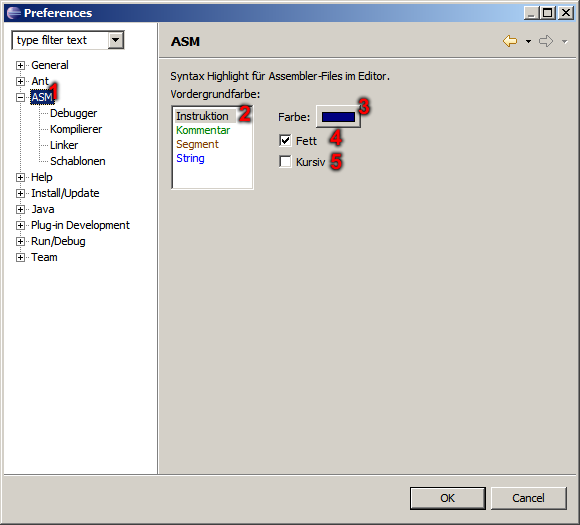 Preferences
type filter text
General
Ant
ASM 1
Debugger
Kompilierer
Linker
Schablonen
Help
Install/Update
Java
Plug-in Development
Run/Debug
Team
ASM
Syntax Highlight für Assembler-Files im Editor.
Vordergrundfarbe:
Instruktion 2
Kommentar
Segment
String
Farbe: 3
Fett 4
Kursiv 5
OK
Cancel